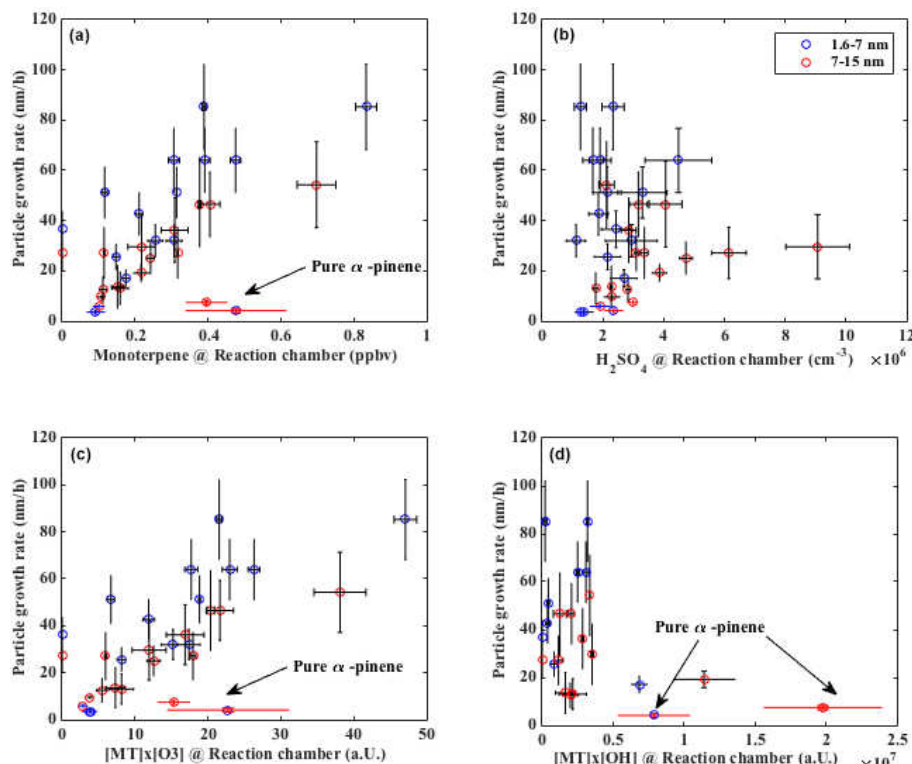 120
(a)
100
80
60
40
20
0
Particle growth rate (nm/h)
Pure α -pinene
0 0.2 0.4 0.6 0.8 1
Monoterpene @ Reaction chamber (ppbv)
120
(b)
1.6-7 nm
7-15 nm
100
80
60
40
20
0
Particle growth rate (nm/h)
0 2 4 6 8 10 12
H2SO4 @ Reaction chamber (cm-3) ×10^6
120
(c)
100
80
60
40
20
0
Particle growth rate (nm/h)
Pure α -pinene
0 10 20 30 40 50
[MT]x[O3] @ Reaction chamber (a.U.)
120
(d)
100
80
60
40
20
0
Particle growth rate (nm/h)
Pure α -pinene
0 0.5 1 1.5 2 2.5
[MT]x[OH] @ Reaction chamber (a.U.) ×10^7